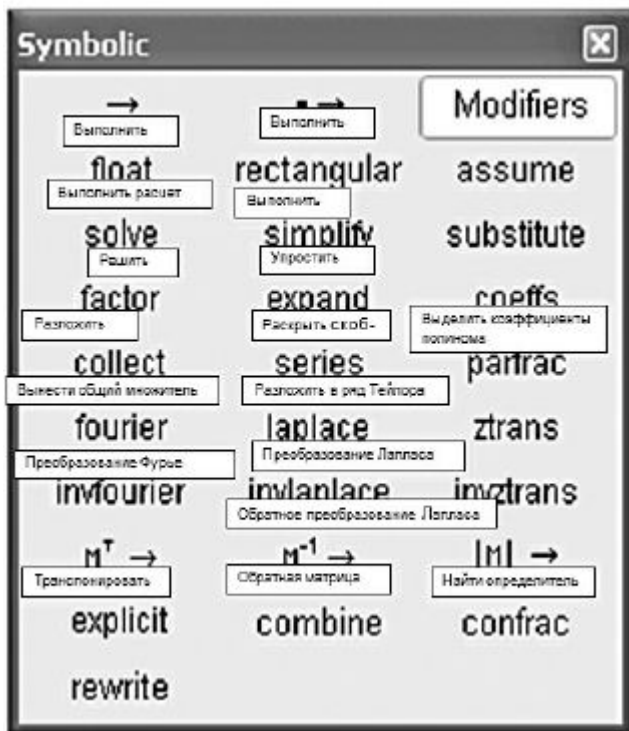 Symbolic
→ ▪ → Modifiers
Выполнить Выполнить
float rectangular assume
Выполнить расчет Выполнить
solve simplify substitute
Решить Упростить
factor expand coeffs
Разложить Раскрыть скоб- Выделить коэффициенты
полинома
collect series parfrac
Вынести общий множитель Разложить в ряд Тейлора
fourier laplace ztrans
Преобразование Фурье Преобразование Лапласа
invfourier invlaplace invztrans
Обратное преобразование Лапласа
Mᵀ → M⁻¹ → |M| →
Транспонировать Обратная матрица Найти определитель
explicit combine confrac
rewrite